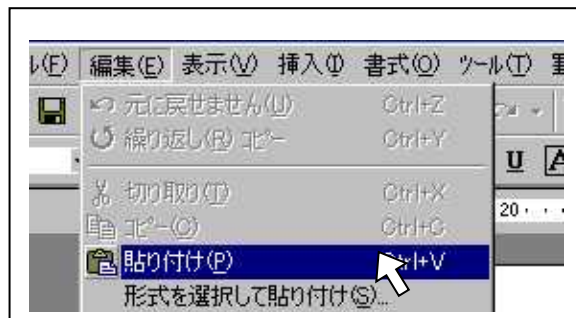 ル(F) 編集(E) 表示(V) 挿入(I) 書式(O) ツール(T)
元に戻せません(U) Ctrl+Z
繰り返し(R) コピー Ctrl+Y
U A
切り取り(T) Ctrl+X
20
コピー(C) Ctrl+C
貼り付け(P) Ctrl+V
形式を選択して貼り付け(S)...